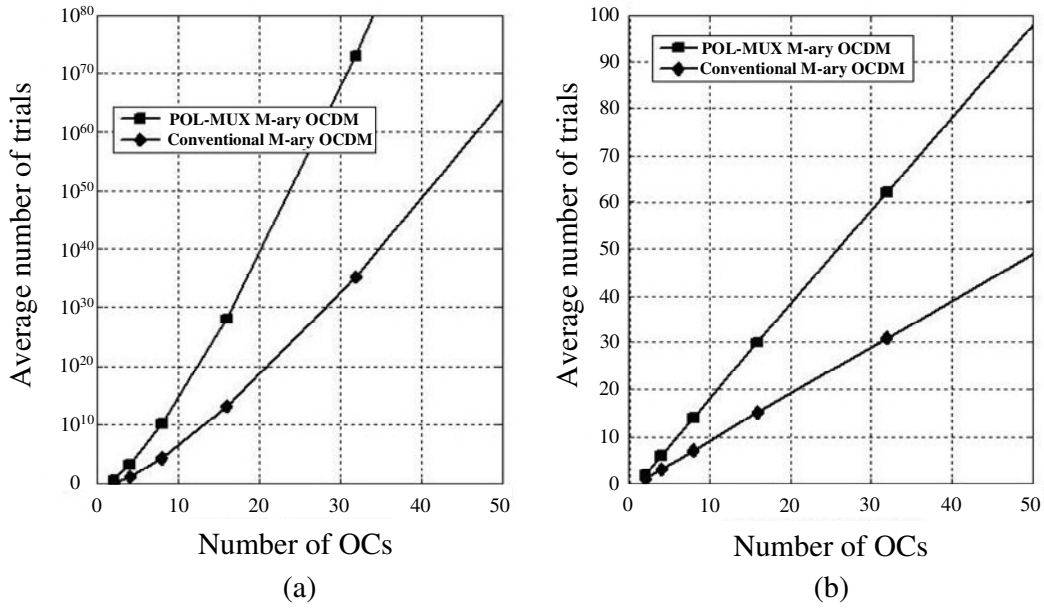 10^80
10^70
10^60
10^50
10^40
10^30
10^20
10^10
0
Average number of trials
POL-MUX M-ary OCDM
Conventional M-ary OCDM
0 10 20 30 40 50
Number of OCs
(a)
100
90
80
70
60
50
40
30
20
10
0
Average number of trials
POL-MUX M-ary OCDM
Conventional M-ary OCDM
0 10 20 30 40 50
Number of OCs
(b)